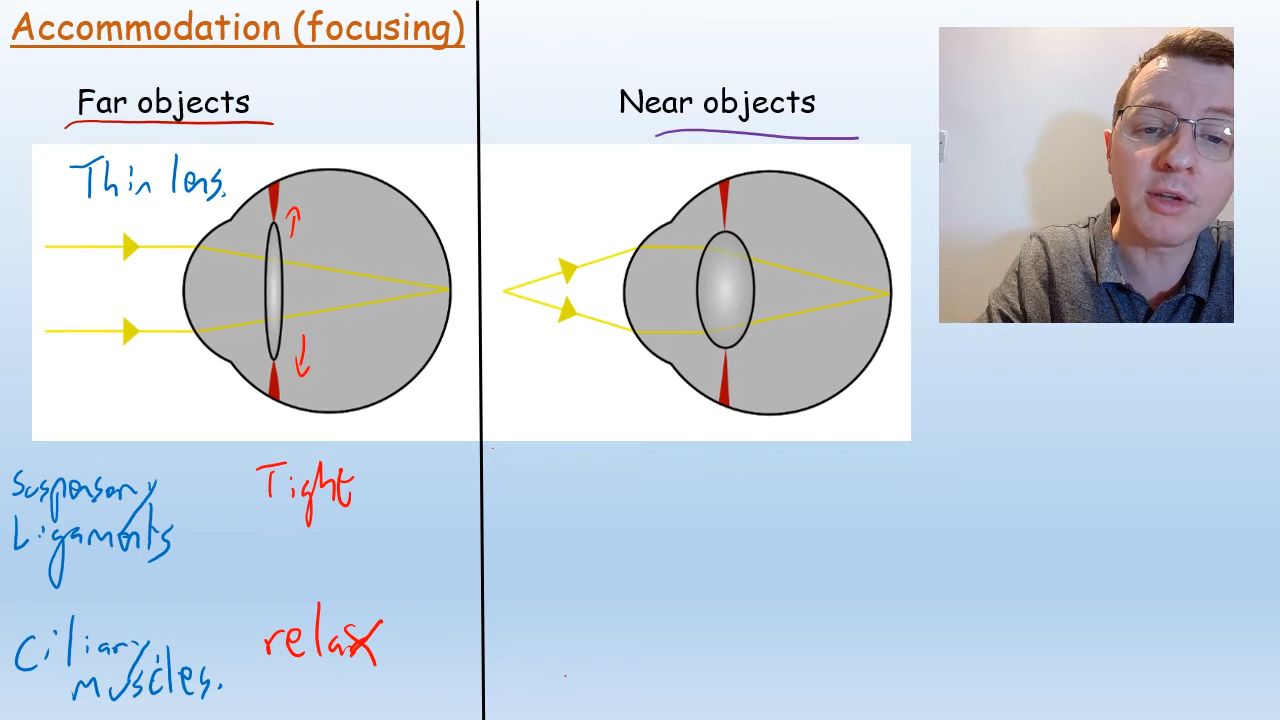 Accommodation (focusing)
Far objects
Near objects
Thin lens.
Suspensory
Ligaments
Tight
Ciliary
muscles.
relax